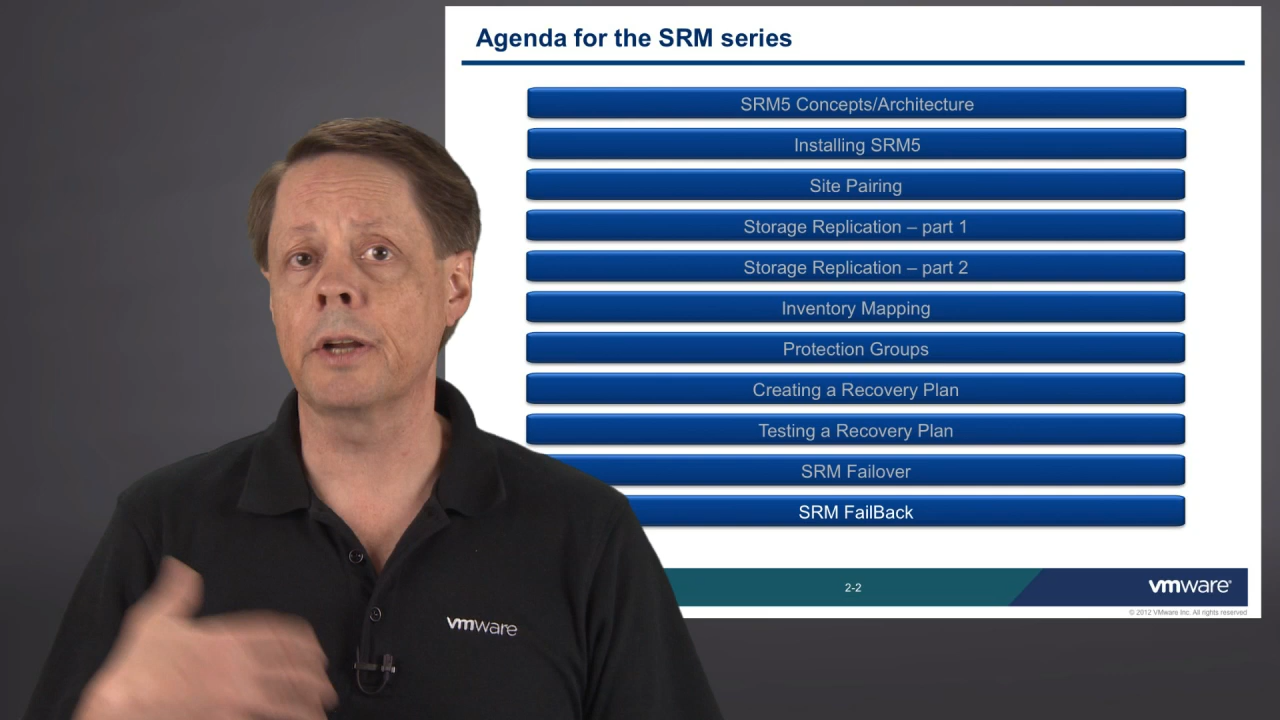 Agenda for the SRM series
SRM5 Concepts/Architecture
Installing SRM5
Site Pairing
Storage Replication – part 1
Storage Replication – part 2
Inventory Mapping
Protection Groups
Creating a Recovery Plan
Testing a Recovery Plan
SRM Failover
SRM FailBack
2-2
vmware®
© 2012 VMware Inc. All rights reserved
vmware